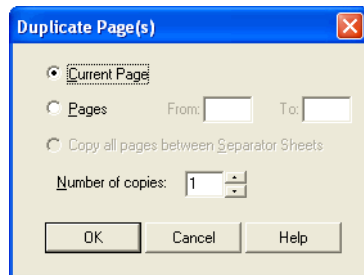 Duplicate Page(s)
Current Page
Pages From: To:
Copy all pages between Separator Sheets
Number of copies: 1
OK Cancel Help